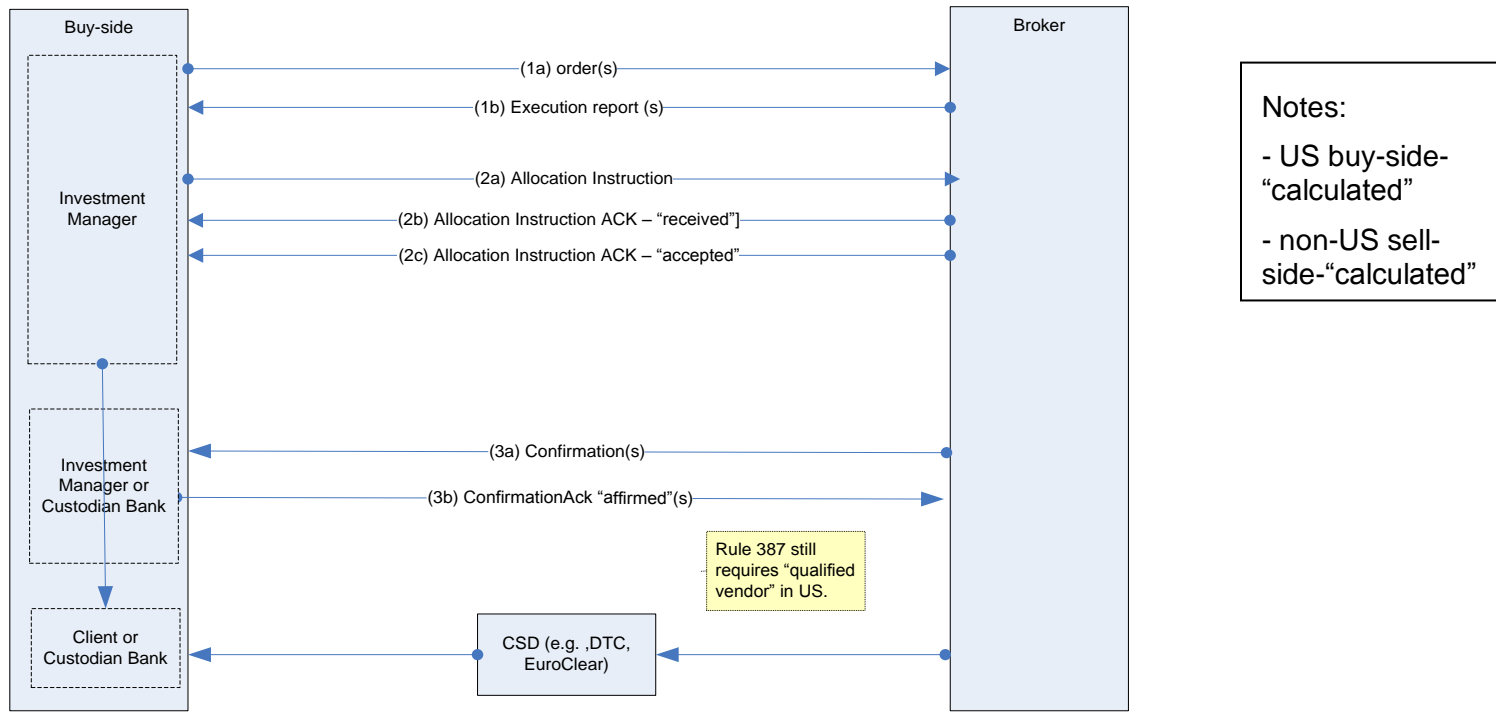 Buy-side
Broker
(1a) order(s)
(1b) Execution report (s)
Investment
Manager
(2a) Allocation Instruction
(2b) Allocation Instruction ACK – “received”]
(2c) Allocation Instruction ACK – “accepted”
Notes:
- US buy-side-
“calculated”
- non-US sell-
side-“calculated”
Investment
Manager or
Custodian Bank
(3a) Confirmation(s)
(3b) ConfirmationAck “affirmed”(s)
Rule 387 still
requires “qualified
vendor” in US.
Client or
Custodian Bank
CSD (e.g. ,DTC,
EuroClear)